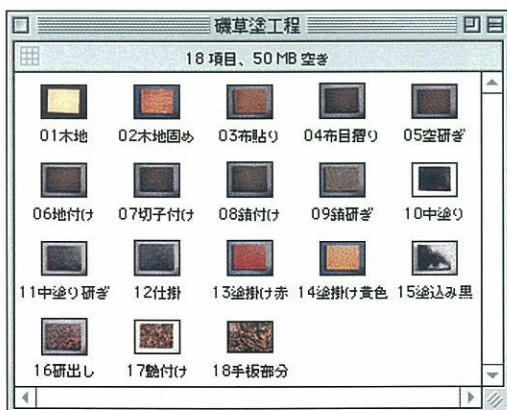 磯草塗工程
18 項目、50 MB 空き
01木地 02木地固め 03布貼り 04布目摺り 05空研ぎ
06地付け 07切子付け 08錆付け 09錆研ぎ 10中塗り
11中塗り研ぎ 12仕掛 13塗掛け赤 14塗掛け黄色 15塗込み黒
16研出し 17艶付け 18手板部分